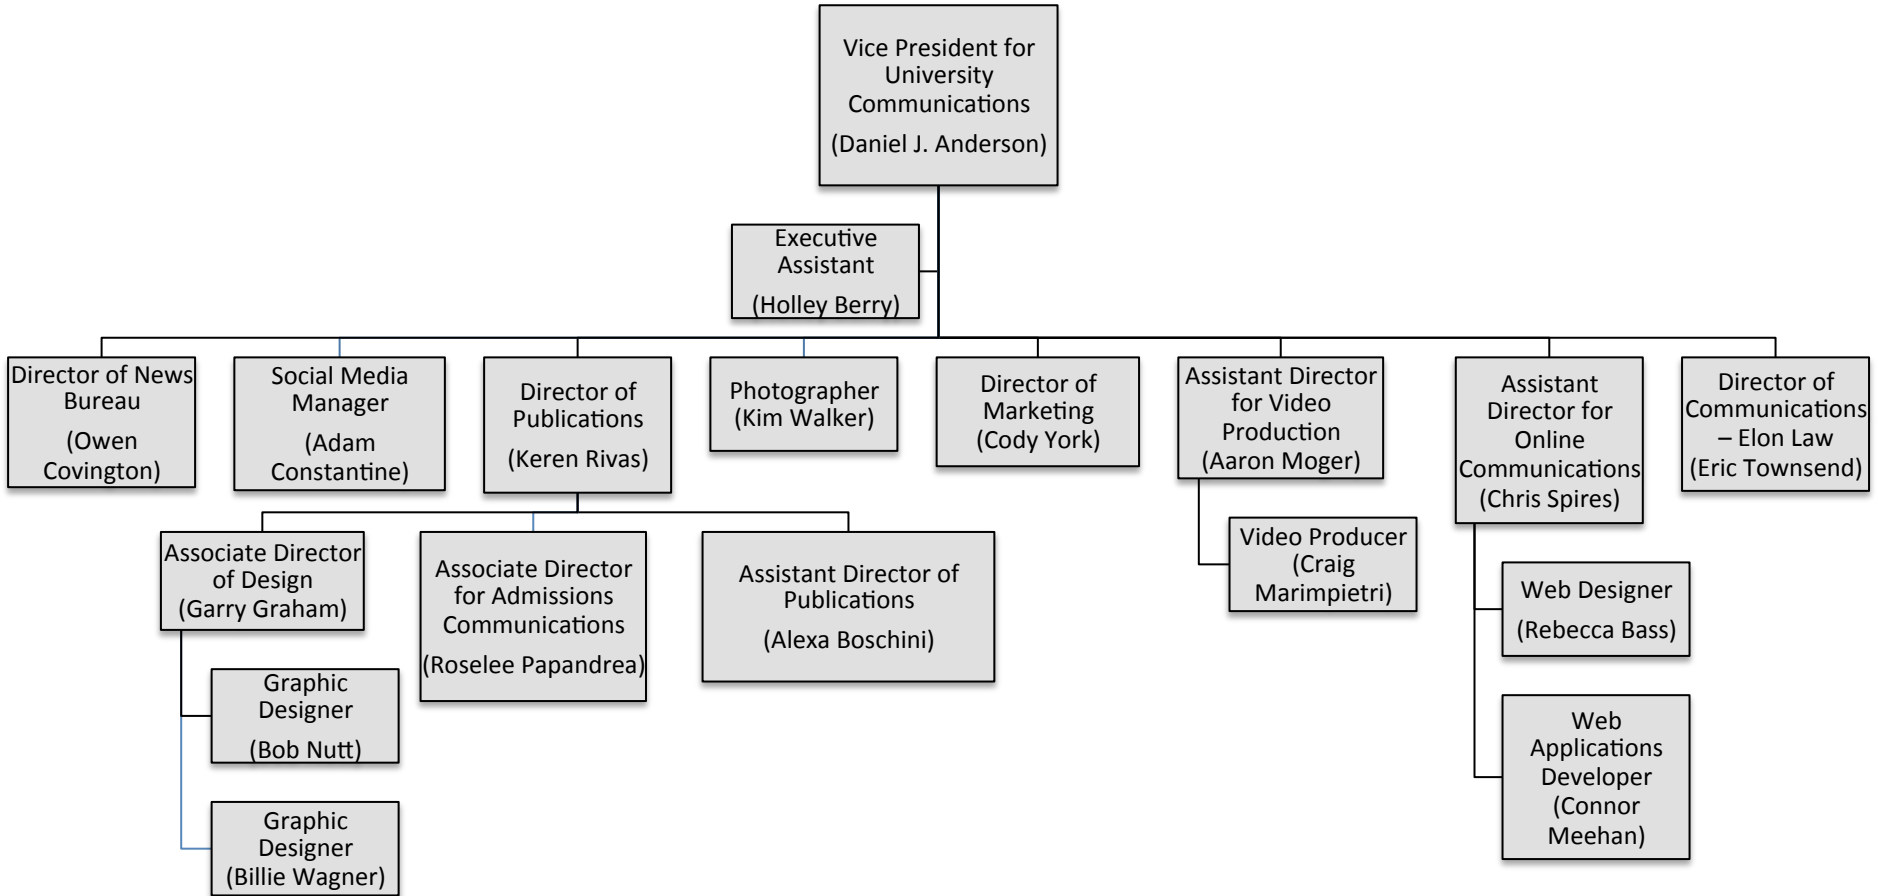 Vice President for
University
Communications
(Daniel J. Anderson)
Executive
Assistant
(Holley Berry)
Director of News
Bureau
(Owen
Covington)
Social Media
Manager
(Adam
Constantine)
Director of
Publications
(Keren Rivas)
Photographer
(Kim Walker)
Director of
Marketing
(Cody York)
Assistant Director
for Video
Production
(Aaron Moger)
Assistant
Director for
Online
Communications
(Chris Spires)
Director of
Communications
– Elon Law
(Eric Townsend)
Associate Director
of Design
(Garry Graham)
Associate Director
for Admissions
Communications
(Roselee Papandrea)
Assistant Director of
Publications
(Alexa Boschini)
Video Producer
(Craig
Marimpietri)
Web Designer
(Rebecca Bass)
Graphic
Designer
(Bob Nutt)
Web
Applications
Developer
(Connor
Meehan)
Graphic
Designer
(Billie Wagner)